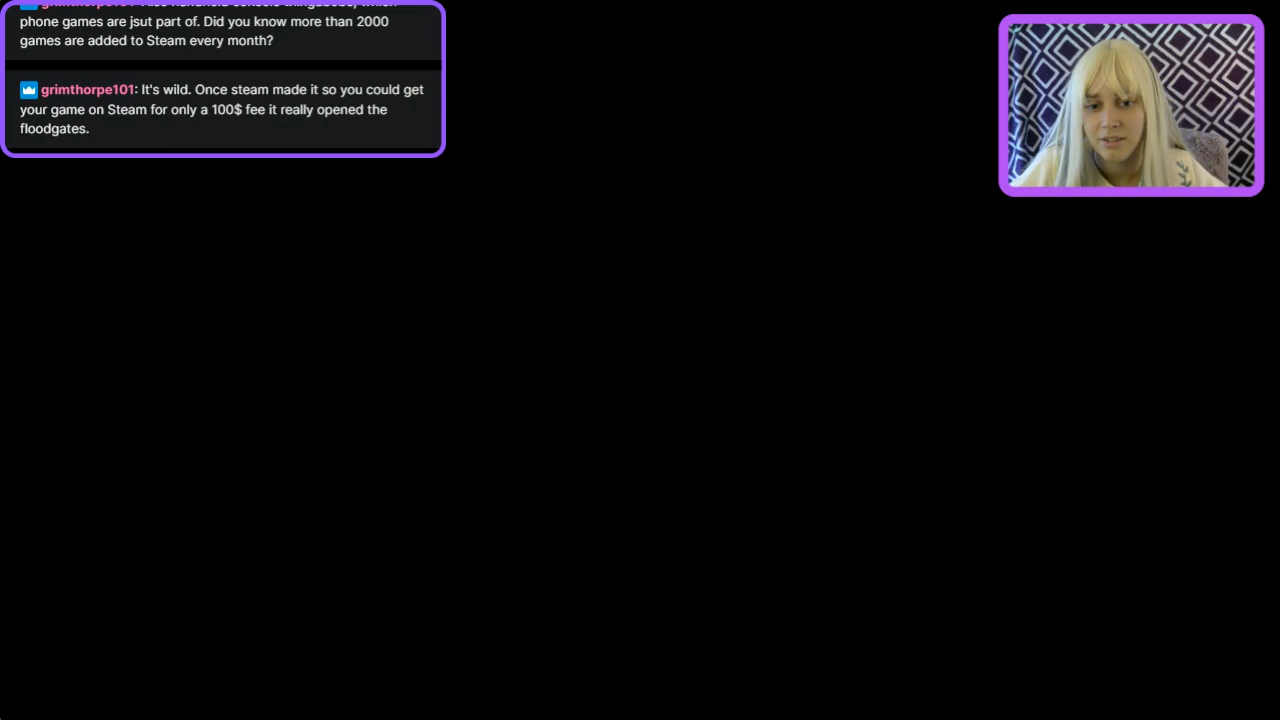 phone games are jsut part of. Did you know more than 2000
games are added to Steam every month?
grimthorpe101: It's wild. Once steam made it so you could get
your game on Steam for only a 100$ fee it really opened the
floodgates.